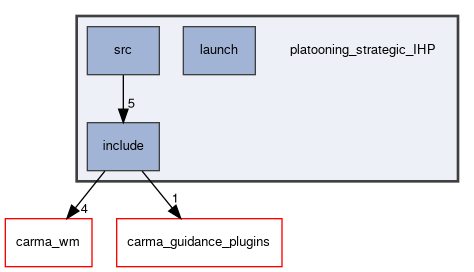 src
launch
platooning_strategic_IHP
5
include
4
1
carma_wm
carma_guidance_plugins